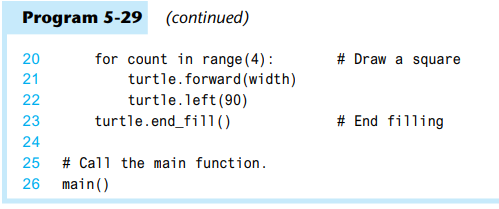 Program 5-29 (continued)
20 for count in range(4): # Draw a square
21 turtle.forward(width)
22 turtle.left(90)
23 turtle.end_fill() # End filling
24
25 # Call the main function.
26 main()